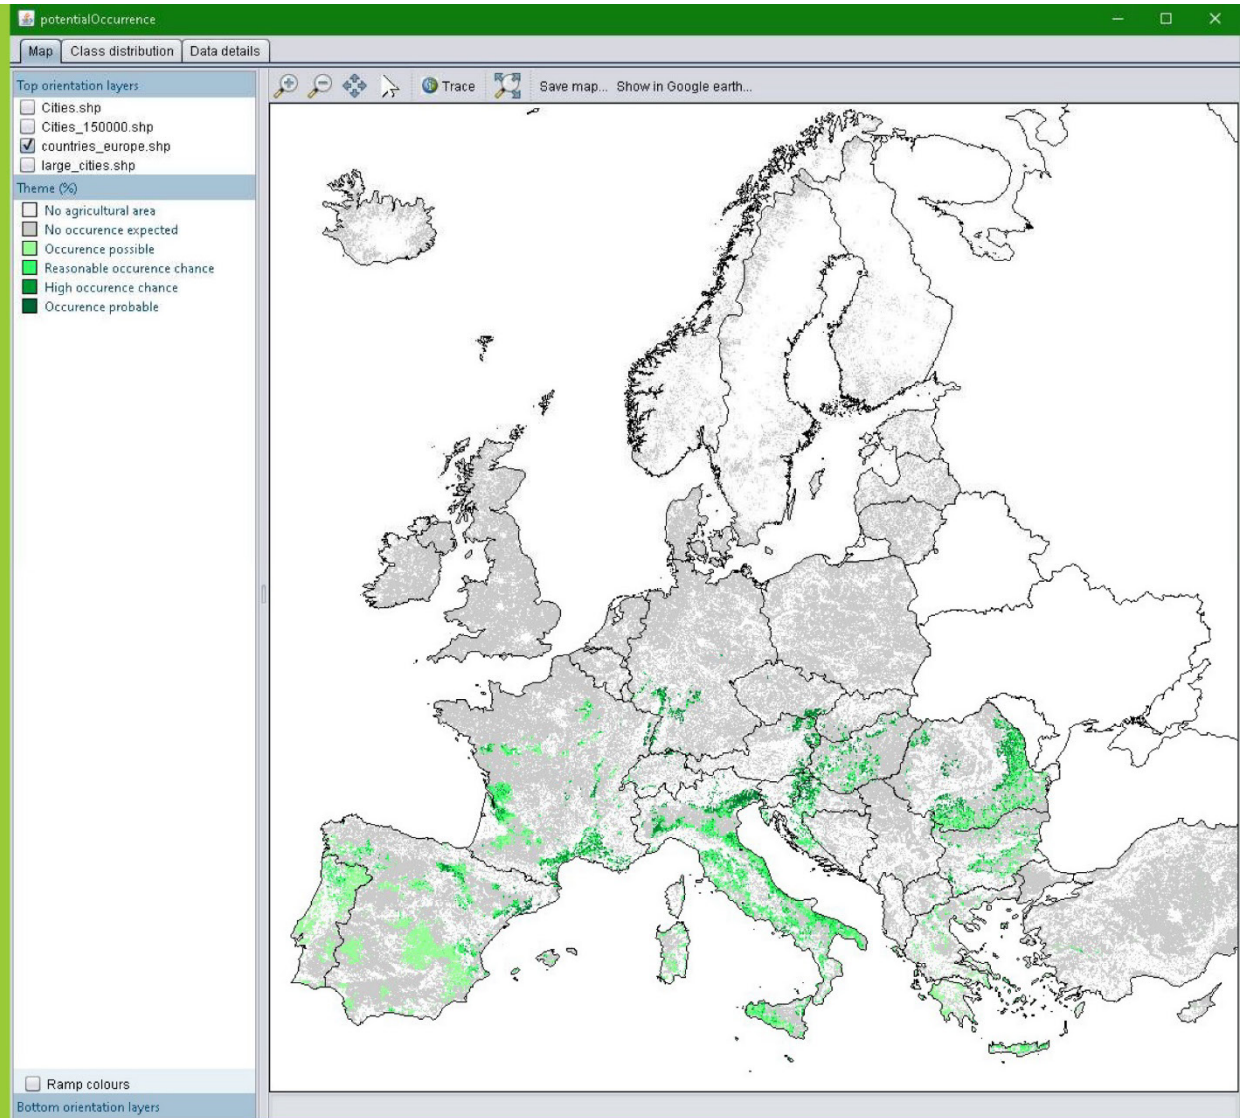 potentialOccurrence
Map Class distribution Data details
Top orientation layers
Trace Save map... Show in Google earth...
Cities.shp
Cities_150000.shp
countries_europe.shp
large_cities.shp
Theme (%)
No agricultural area
No occurence expected
Occurence possible
Reasonable occurence chance
High occurence chance
Occurence probable
Ramp colours
Bottom orientation layers